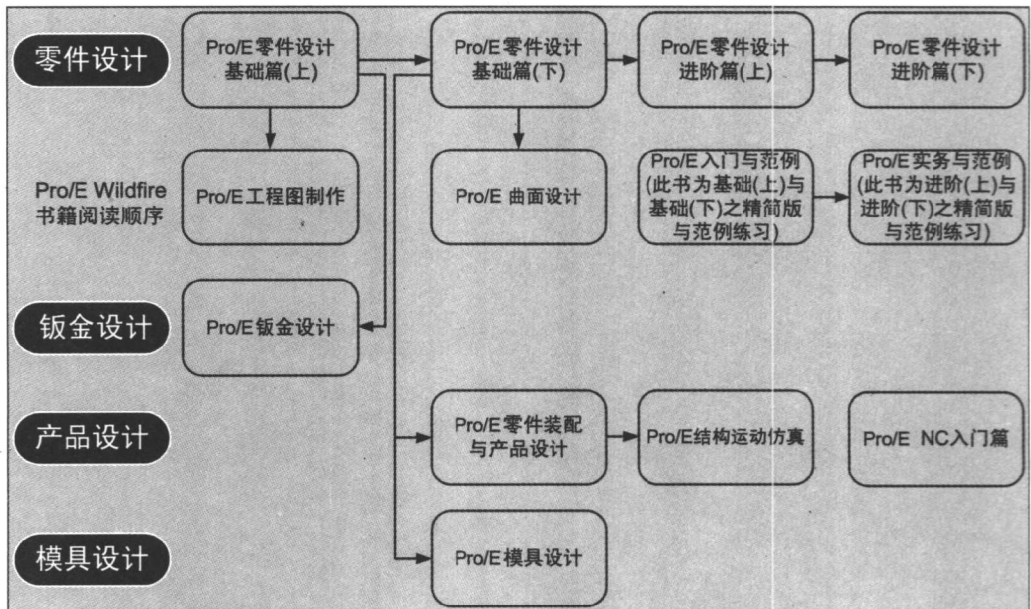 零件设计
Pro/E零件设计
基础篇(上)
Pro/E零件设计
基础篇(下)
Pro/E零件设计
进阶篇(上)
Pro/E零件设计
进阶篇(下)
Pro/E Wildfire
书籍阅读顺序
Pro/E工程图制作
Pro/E 曲面设计
Pro/E入门与范例
(此书为基础(上)与
基础(下)之精简版
与范例练习)
Pro/E实务与范例
(此书为进阶(上)与
进阶(下)之精简版
与范例练习)
钣金设计
Pro/E钣金设计
产品设计
Pro/E零件装配
与产品设计
Pro/E结构运动仿真
Pro/E NC入门篇
模具设计
Pro/E模具设计